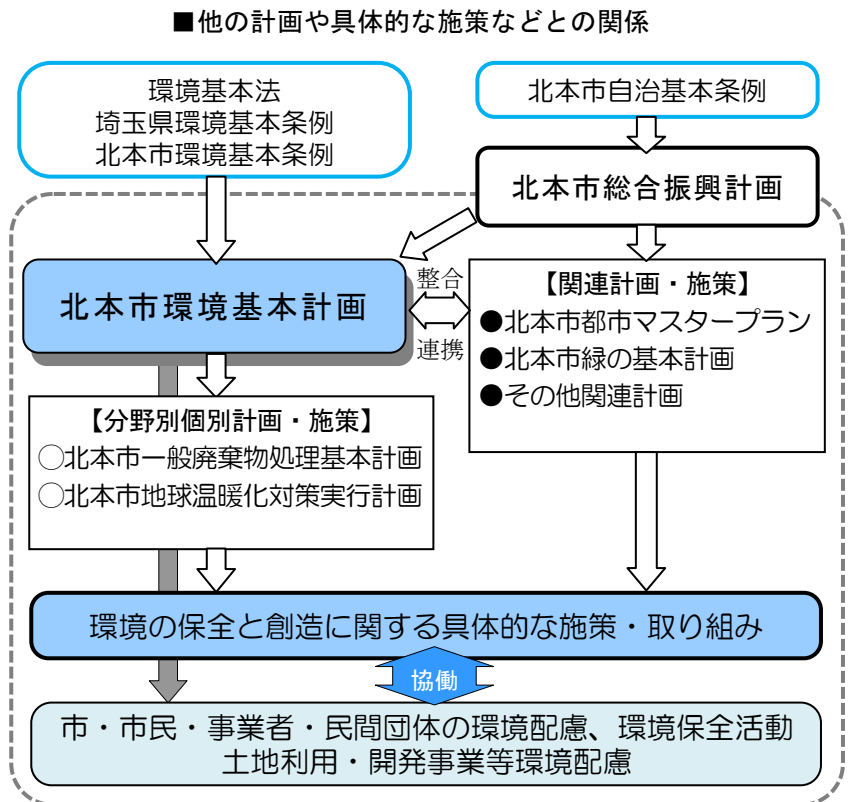 ■他の計画や具体的な施策などとの関係
環境基本法
埼玉県環境基本条例
北本市環境基本条例
北本市自治基本条例
北本市総合振興計画
北本市環境基本計画
整合
連携
【関連計画・施策】
●北本市都市マスタープラン
●北本市緑の基本計画
●その他関連計画
【分野別個別計画・施策】
○北本市一般廃棄物処理基本計画
○北本市地球温暖化対策実行計画
環境の保全と創造に関する具体的な施策・取り組み
協働
市・市民・事業者・民間団体の環境配慮、環境保全活動
土地利用・開発事業等環境配慮